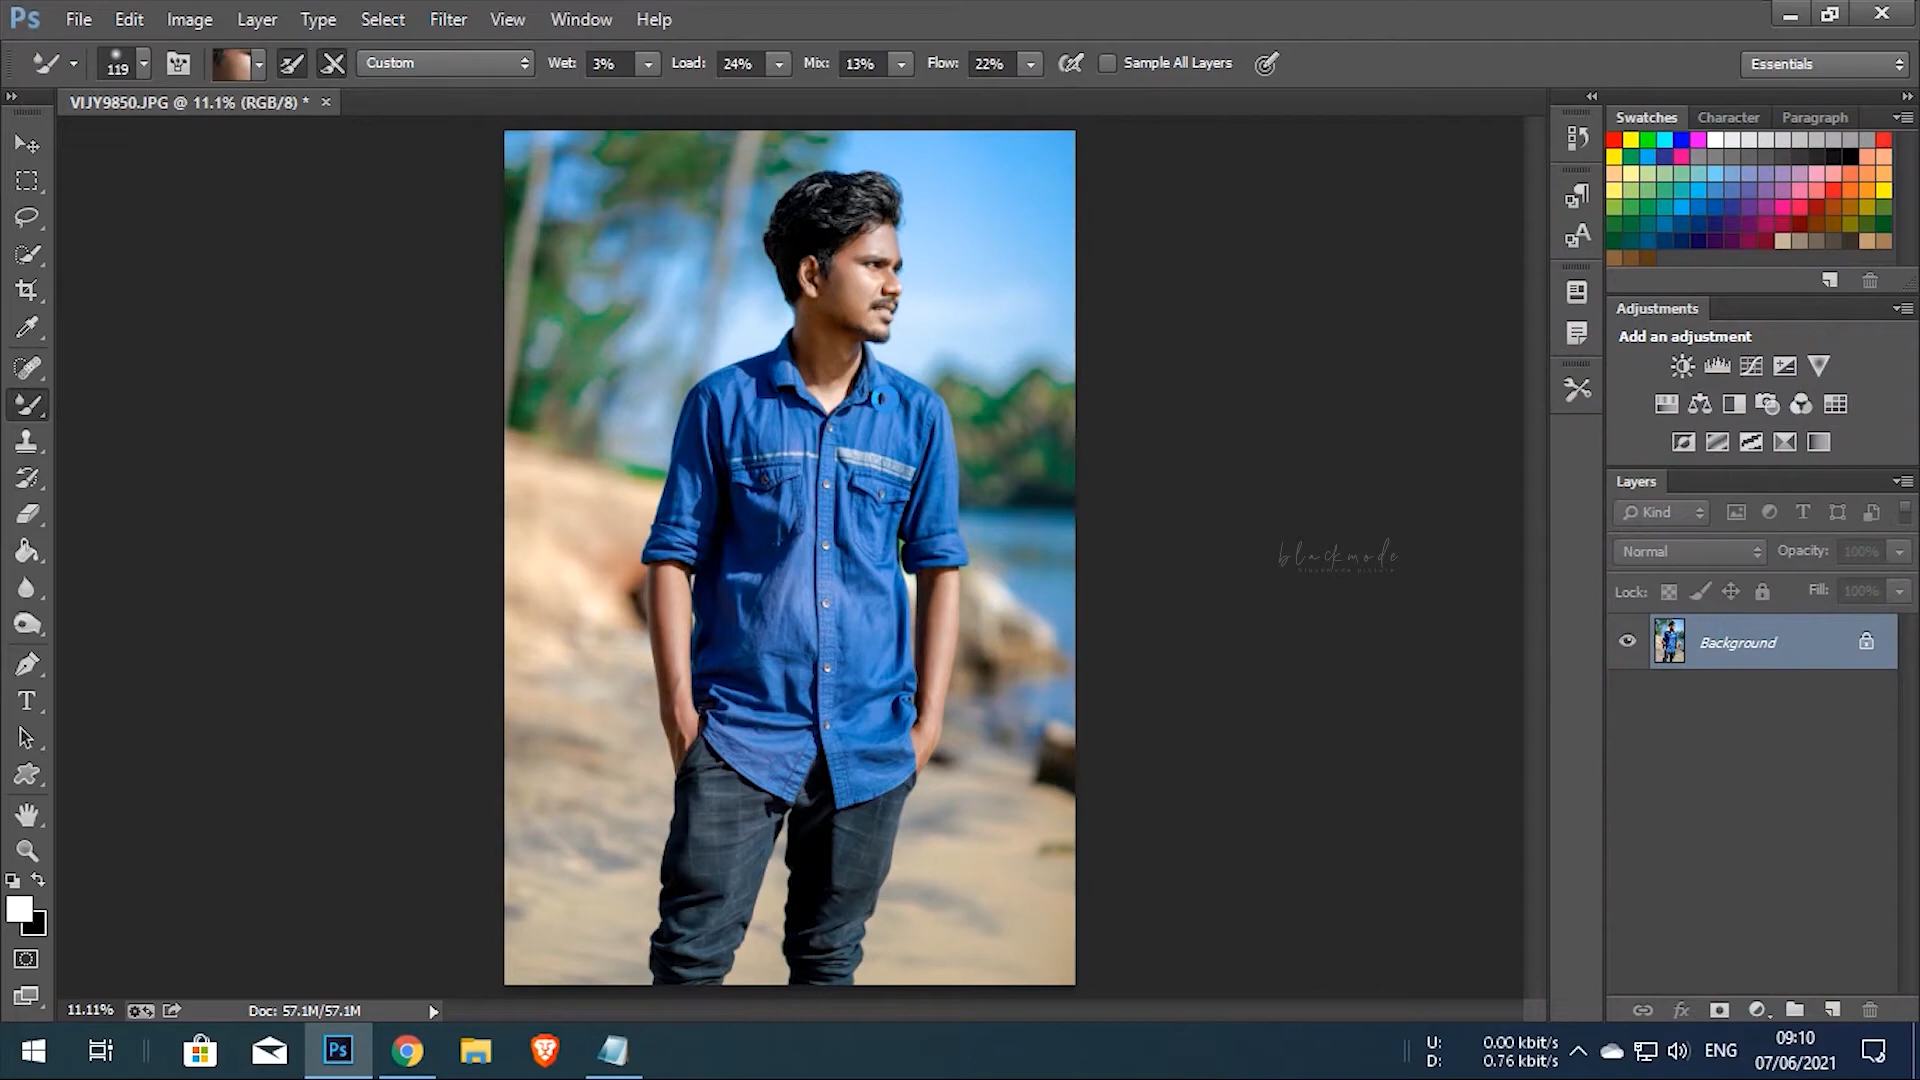 Ps File Edit Image Layer Type Select Filter View Window Help
119 Custom Wet: 3% Load: 24% Mix: 13% Flow: 22% Sample All Layers Essentials
VIJY9850.JPG @ 11.1% (RGB/8) *
Swatches Character Paragraph
Adjustments
Add an adjustment
Layers
Kind
Normal Opacity: 100%
Lock: Fill: 100%
Background
blackmode
11.11% Doc: 57.1M/57.1M
Ps
U: 0.00 kbit/s
D: 0.76 kbit/s
ENG
09:10
07/06/2021